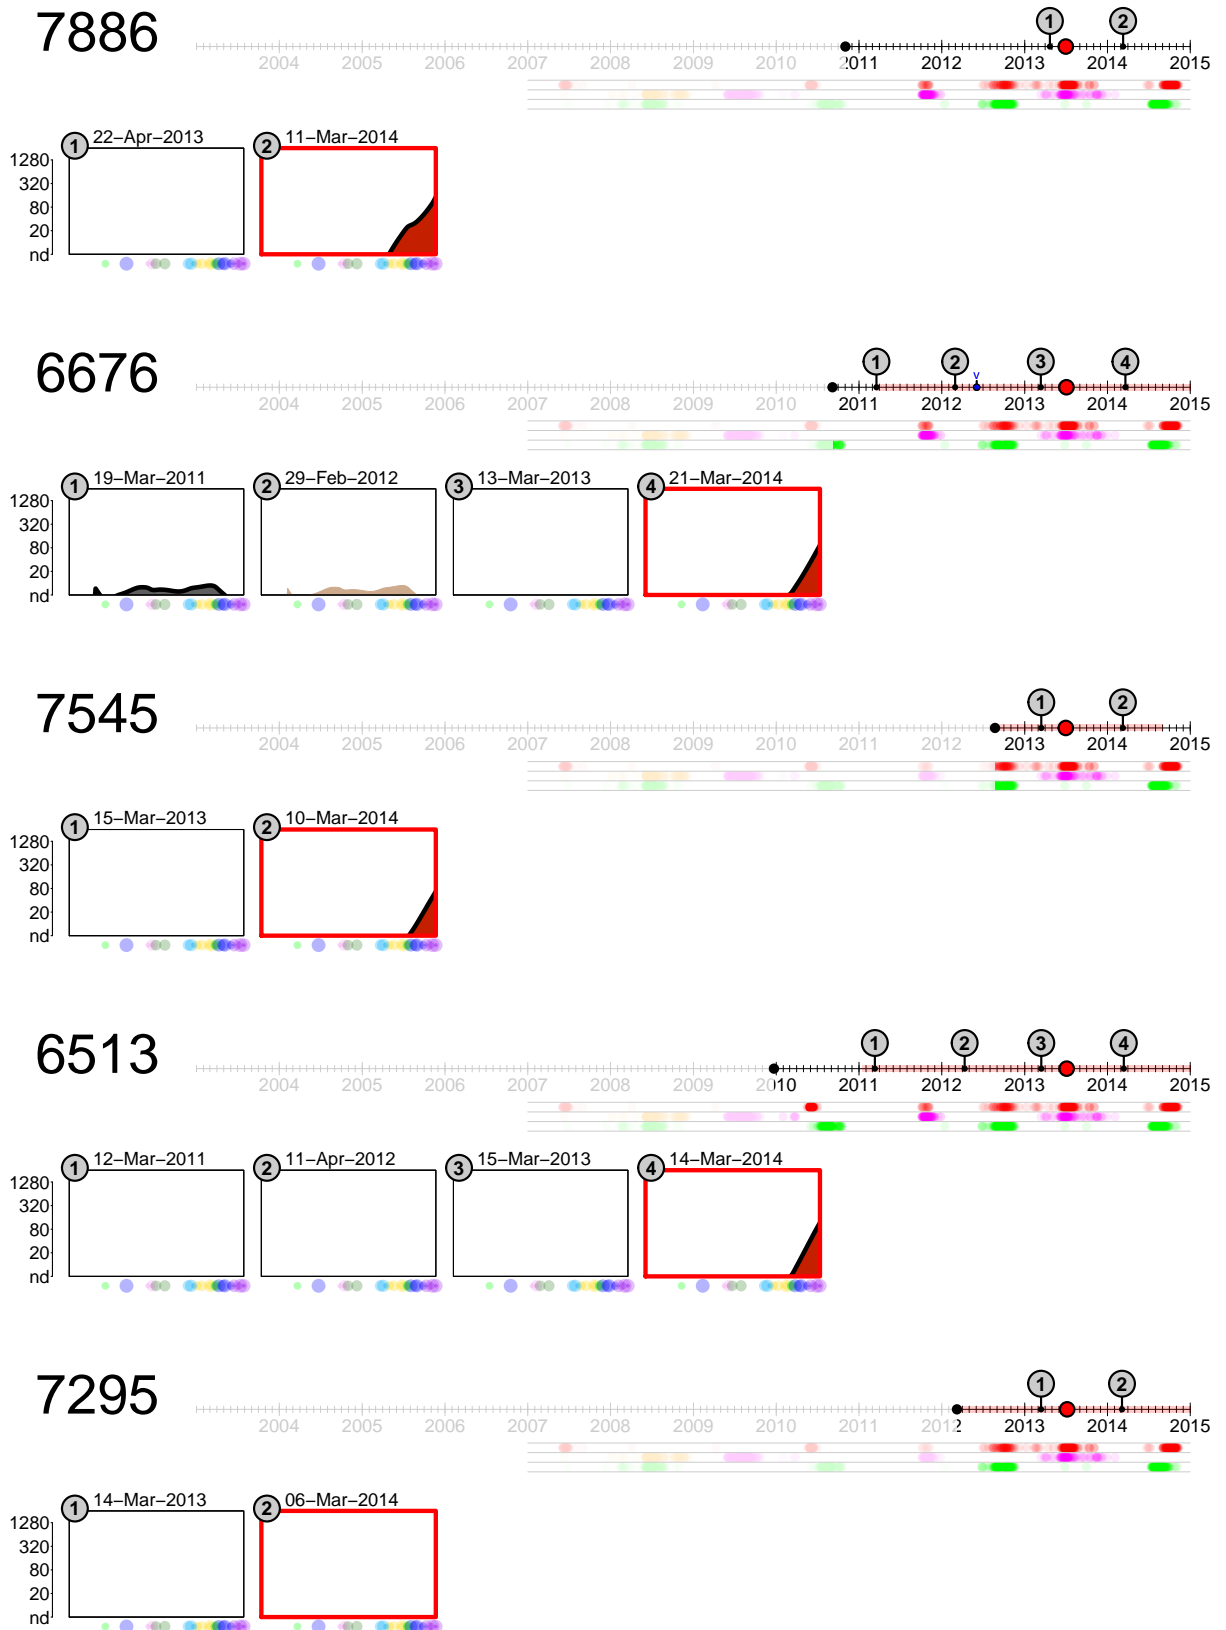 7886
1 2
2004 2005 2006 2007 2008 2009 2010 2011 2012 2013 2014 2015
1 22–Apr–2013 2 11–Mar–2014
1280
320
80
20
nd
6676
1 2 v 3 4
2004 2005 2006 2007 2008 2009 2010 2011 2012 2013 2014 2015
1 19–Mar–2011 2 29–Feb–2012 3 13–Mar–2013 4 21–Mar–2014
1280
320
80
20
nd
7545
1 2
2004 2005 2006 2007 2008 2009 2010 2011 2012 2013 2014 2015
1 15–Mar–2013 2 10–Mar–2014
1280
320
80
20
nd
6513
1 2 3 4
2004 2005 2006 2007 2008 2009 2010 2011 2012 2013 2014 2015
1 12–Mar–2011 2 11–Apr–2012 3 15–Mar–2013 4 14–Mar–2014
1280
320
80
20
nd
7295
1 2
2004 2005 2006 2007 2008 2009 2010 2011 2012 2013 2014 2015
1 14–Mar–2013 2 06–Mar–2014
1280
320
80
20
nd